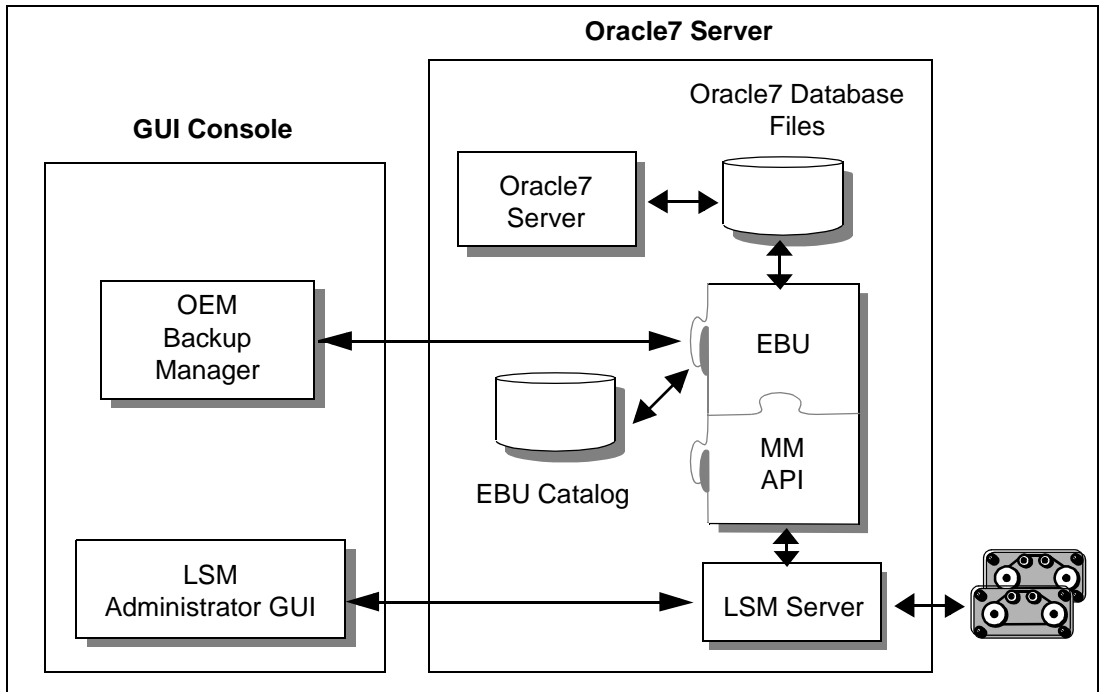 Oracle7 Server
GUI Console
Oracle7 Database
Files
Oracle7
Server
OEM
Backup
Manager
EBU
EBU Catalog
MM
API
LSM
Administrator GUI
LSM Server